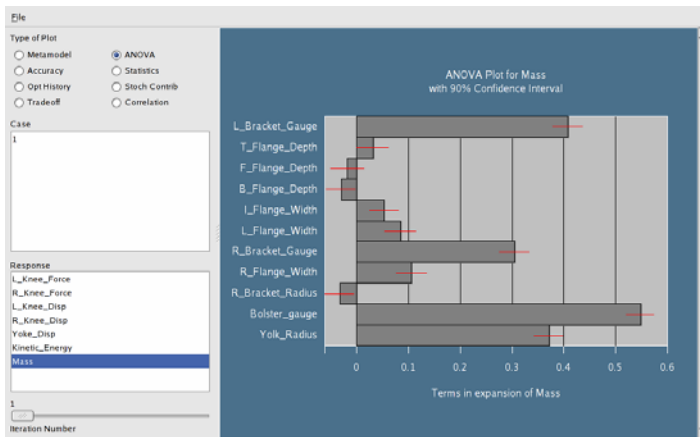 File
Type of Plot
Metamodel
ANOVA
Accuracy
Statistics
Opt History
Stoch Contrib
Tradeoff
Correlation
Case
1
Response
L_Knee_Force
R_Knee_Force
L_Knee_Disp
R_Knee_Disp
Yoke_Disp
Kinetic_Energy
Mass
1
Iteration Number
ANOVA Plot for Mass
with 90% Confidence Interval
L_Bracket_Gauge
T_Flange_Depth
F_Flange_Depth
B_Flange_Depth
I_Flange_Width
L_Flange_Width
R_Bracket_Gauge
R_Flange_Width
R_Bracket_Radius
Bolster_gauge
Yolk_Radius
0 0.1 0.2 0.3 0.4 0.5 0.6
Terms in expansion of Mass